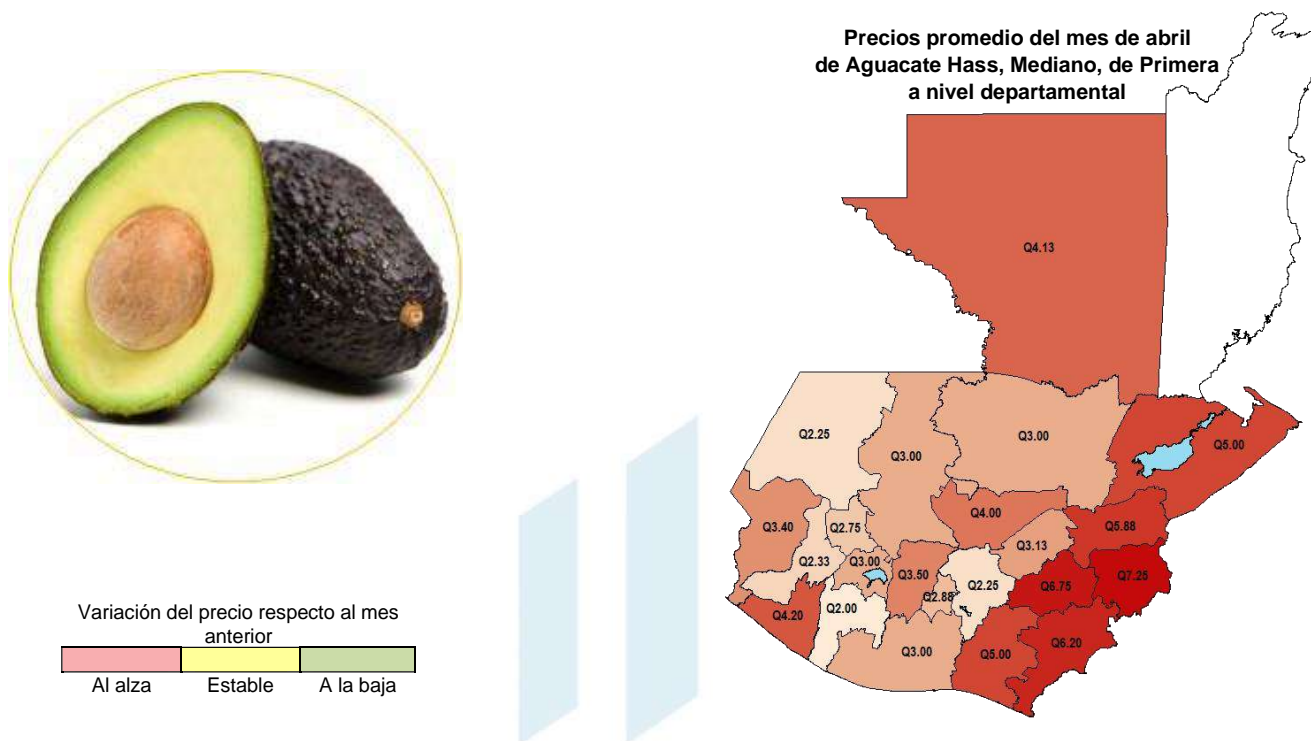 Precios promedio del mes de abril
de Aguacate Hass, Mediano, de Primera
a nivel departamental
Q4.13
Q2.25
Q3.00
Q3.00
Q5.00
Q3.40
Q2.75
Q4.00
Q5.88
Q2.33
Q3.00
Q3.50
Q3.13
Q2.88
Q2.25
Q6.75
Q7.25
Q4.20
Q2.00
Q3.00
Q5.00
Q6.20
Variación del precio respecto al mes
anterior
Al alza Estable A la baja